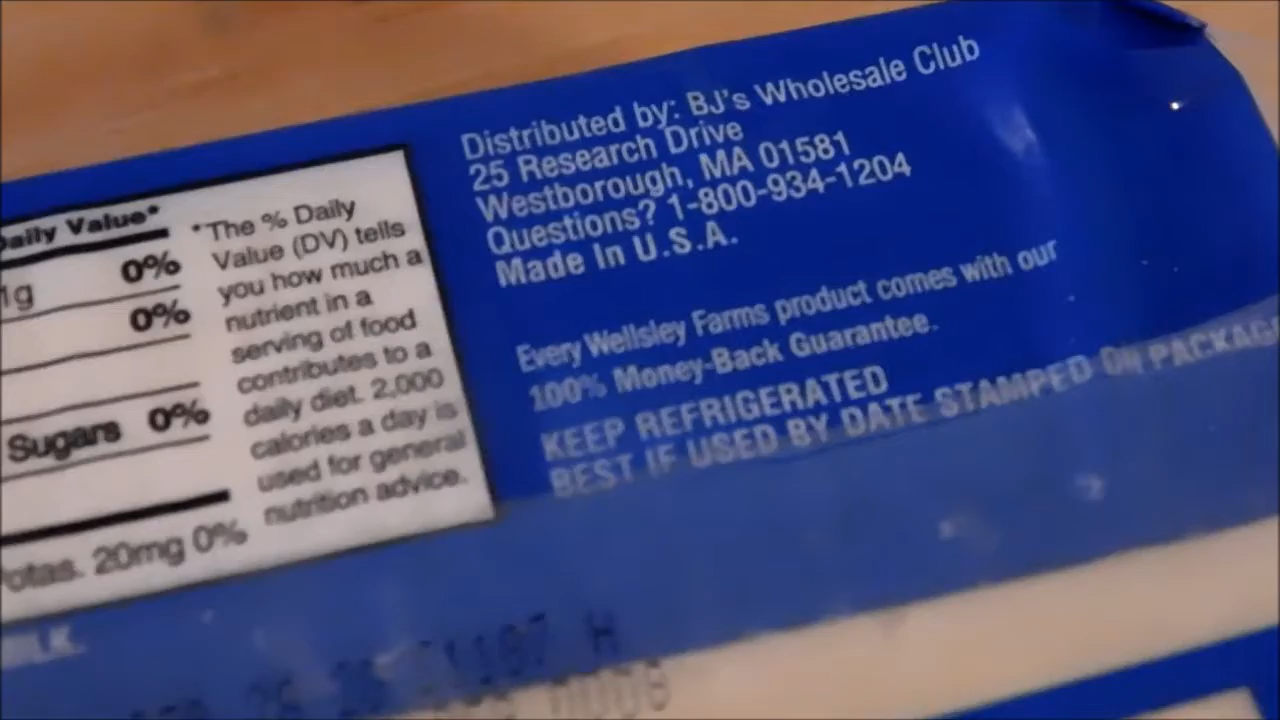 Daily Value*
1g 0%
0%
Sugars 0%
Potas. 20mg 0%
*The % Daily
Value (DV) tells
you how much a
nutrient in a
serving of food
contributes to a
daily diet. 2,000
calories a day is
used for general
nutrition advice.
Distributed by: BJ's Wholesale Club
25 Research Drive
Westborough, MA 01581
Questions? 1-800-934-1204
Made In U.S.A.
Every Wellsley Farms product comes with our
100% Money-Back Guarantee.
KEEP REFRIGERATED
BEST IF USED BY DATE STAMPED ON PACKAG